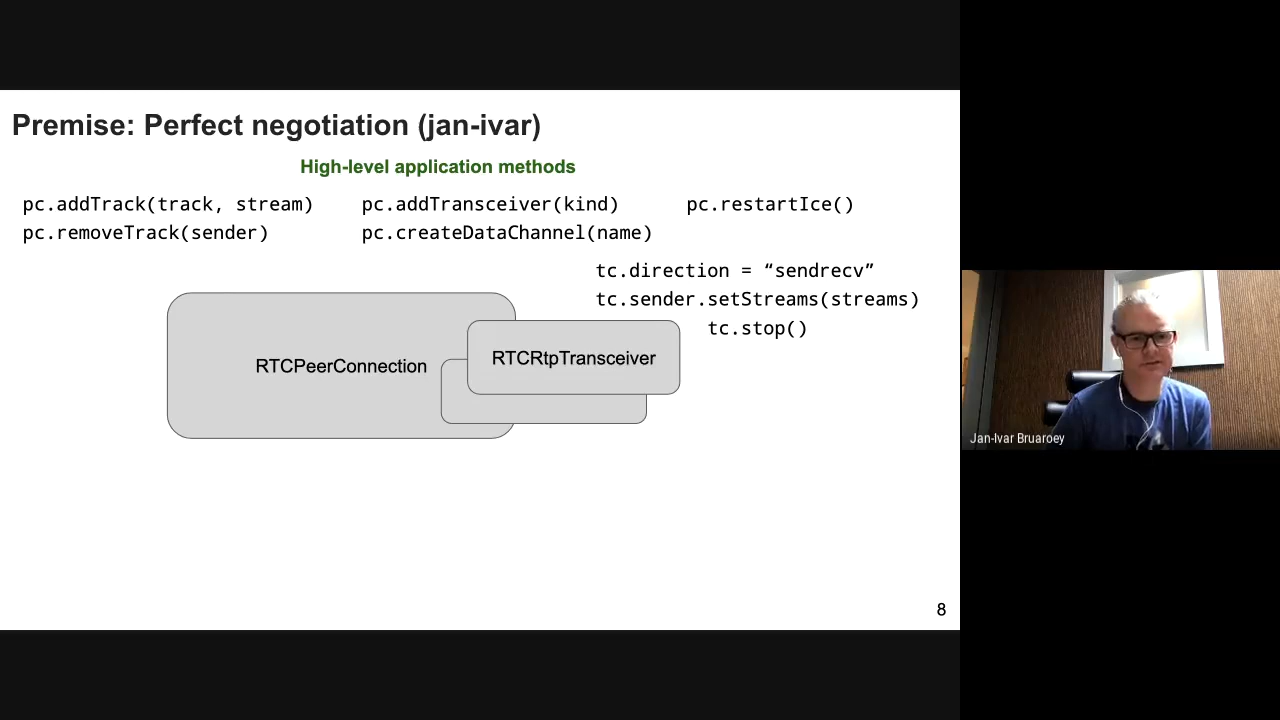 Premise: Perfect negotiation (jan-ivar)
High-level application methods
pc.addTrack(track, stream) pc.addTransceiver(kind) pc.restartIce()
pc.removeTrack(sender) pc.createDataChannel(name)
tc.direction = “sendrecv”
tc.sender.setStreams(streams)
tc.stop()
RTCPeerConnection
RTCRtpTransceiver
Jan-Ivar Bruaroey
8